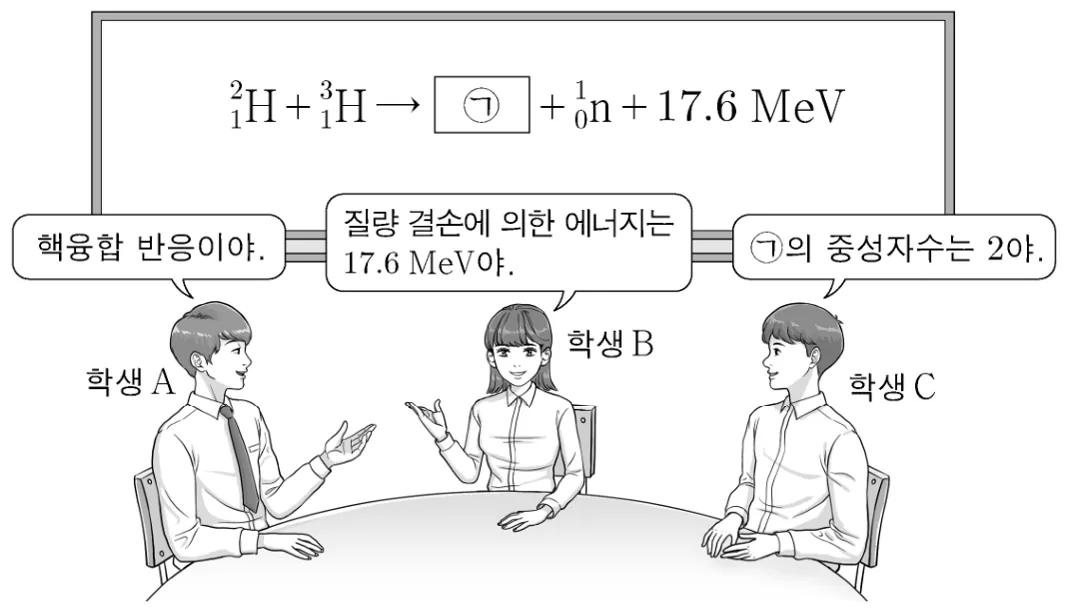 ²₁H + ³₁H → ㉠ + ¹₀n + 17.6 MeV
핵융합 반응이야.
질량 결손에 의한 에너지는
17.6 MeV야.
㉠의 중성자수는 2야.
학생 A
학생 B
학생 C